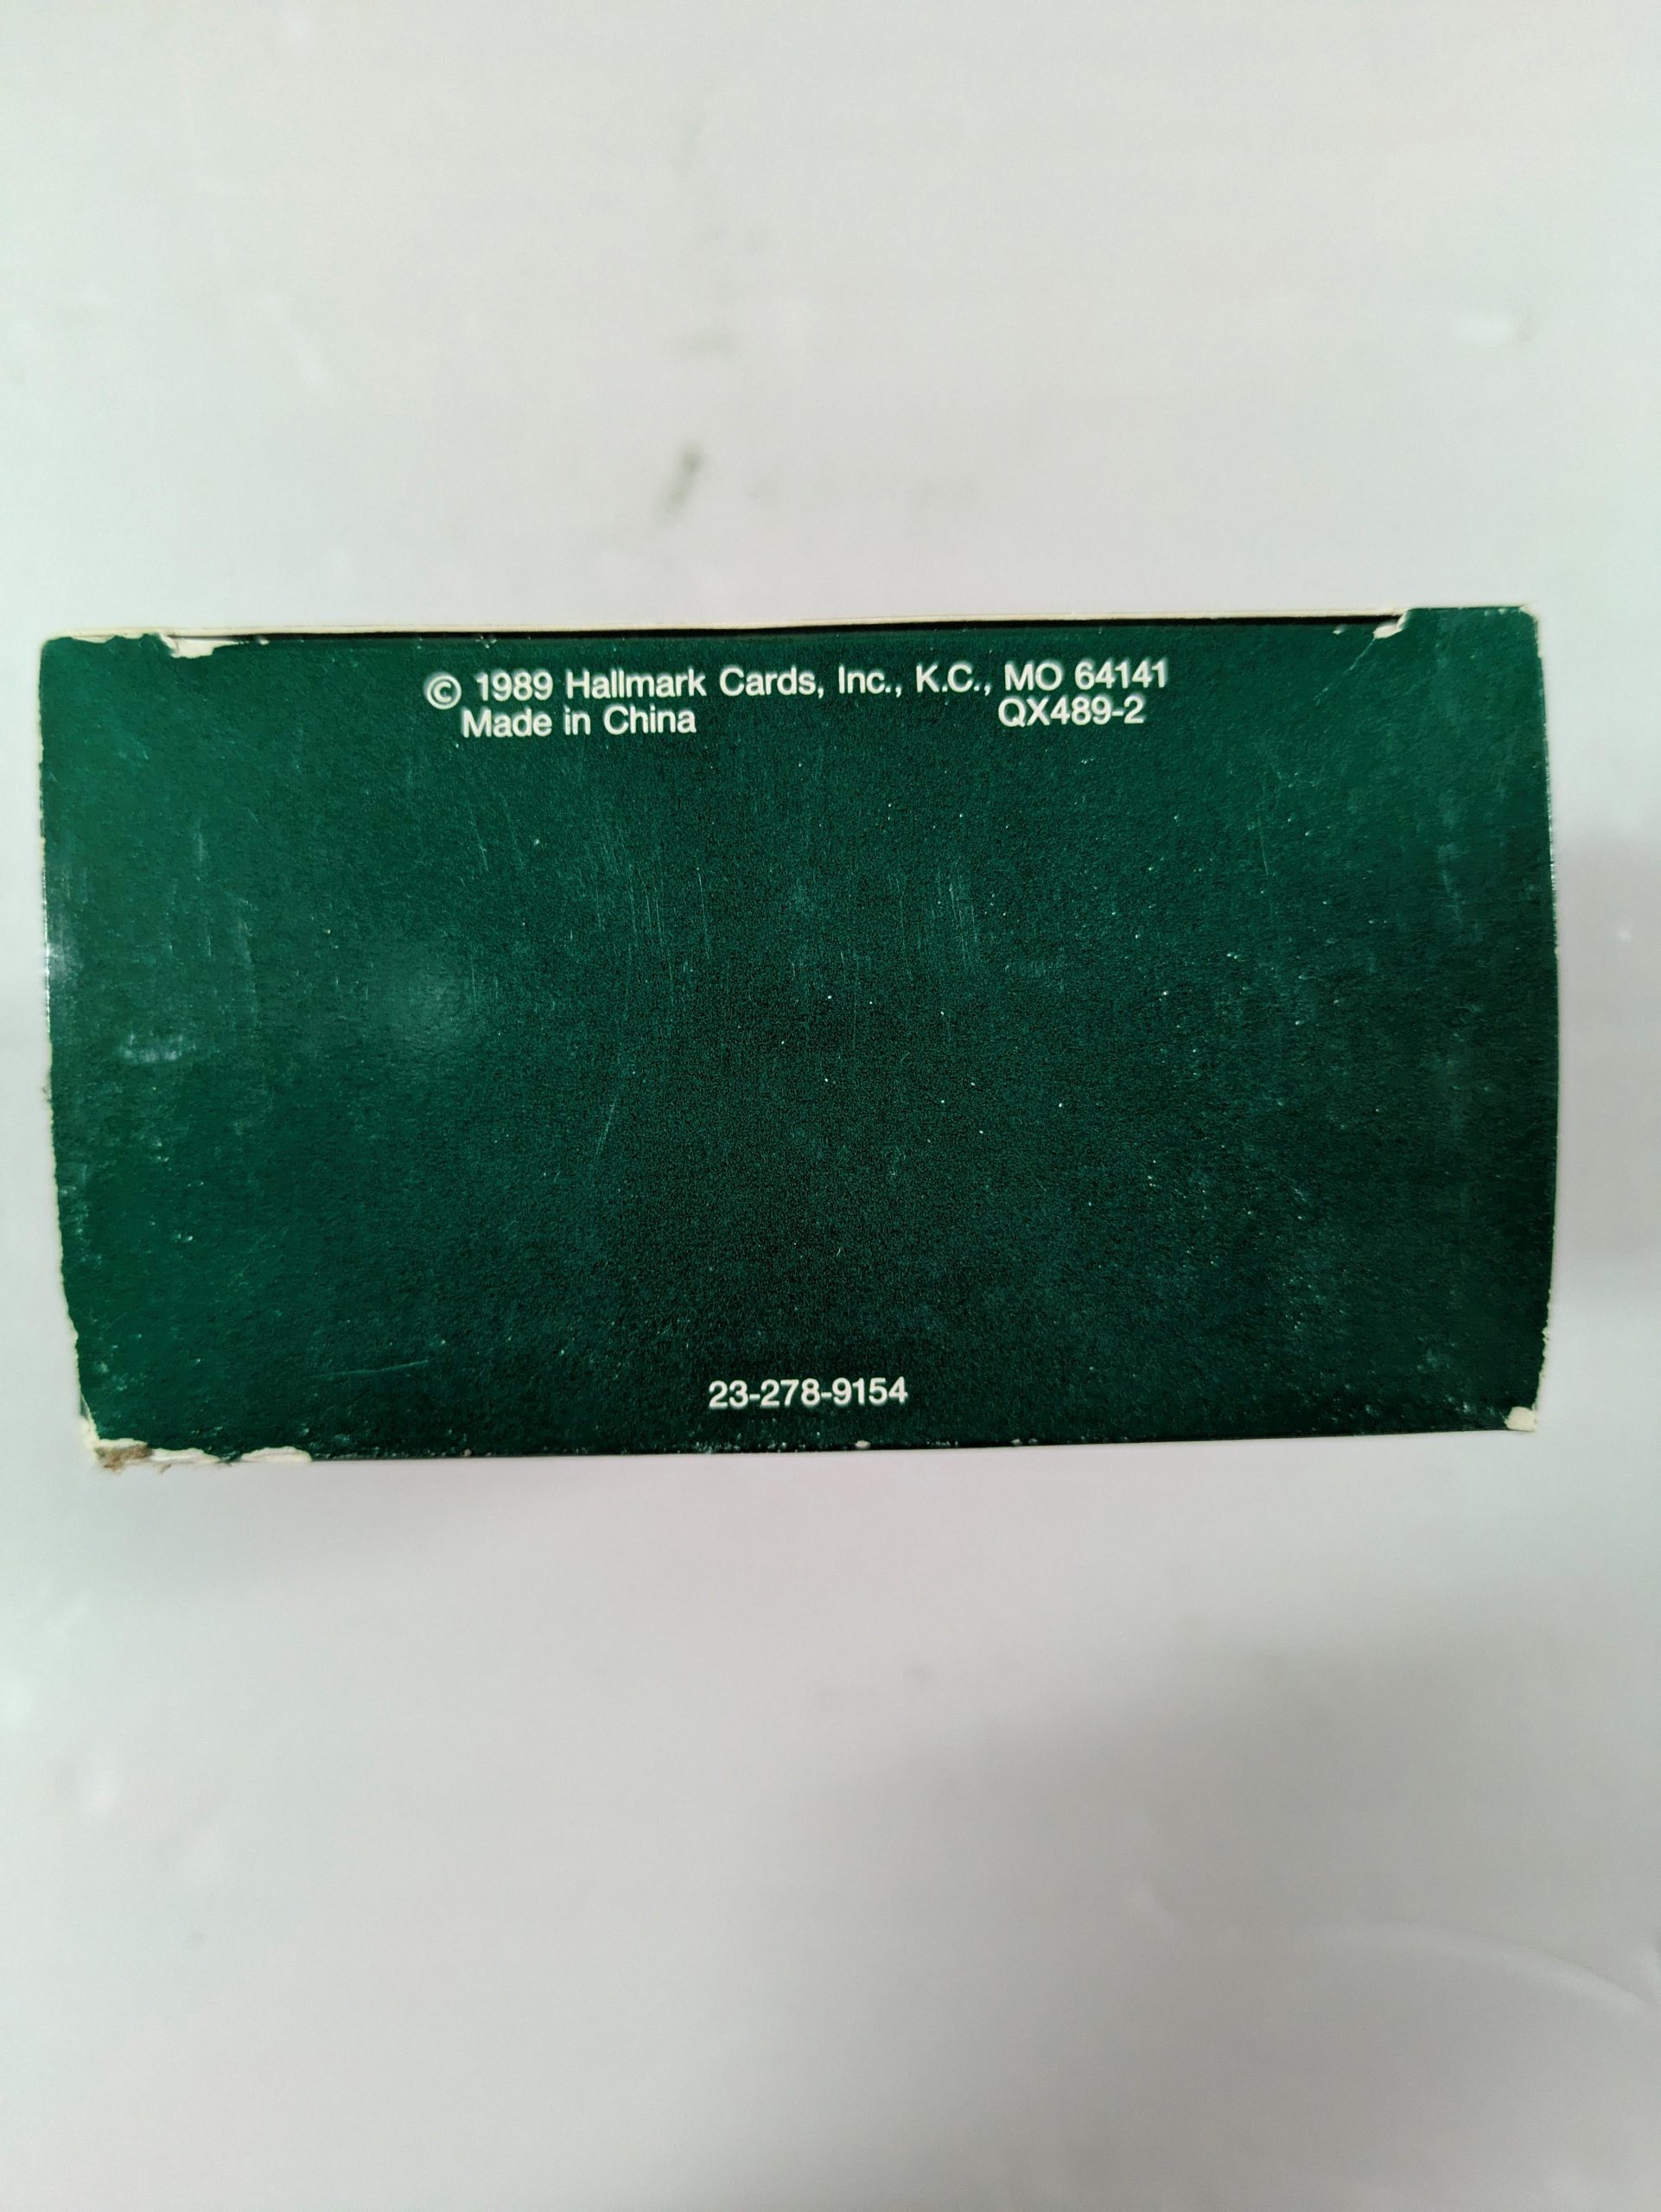 © 1989 Hallmark Cards, Inc., K.C., MO 64141
Made in China QX489-2
23-278-9154